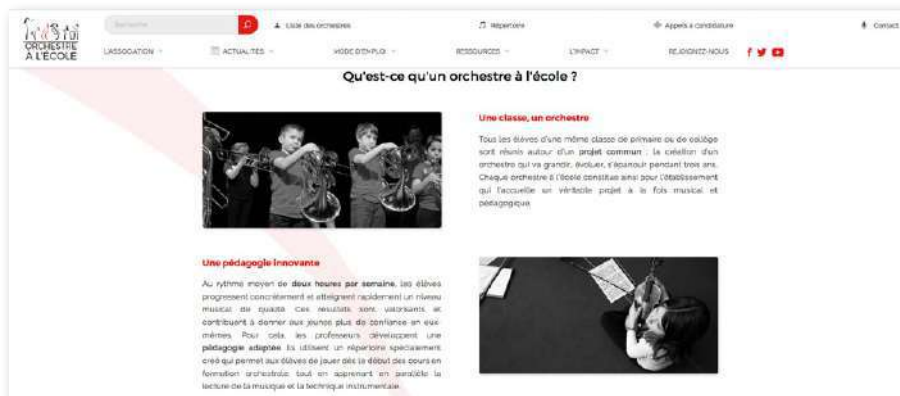 Recherche
Liste des orchestres
Répertoire
Appels à candidature
Contact
ORCHESTRE
À L'ÉCOLE
L'ASSOCIATION
ACTUALITÉS
MODE D'EMPLOI
RESSOURCES
L'IMPACT
REJOIGNEZ-NOUS
Qu'est-ce qu'un orchestre à l'école ?
Une classe, un orchestre
Tous les élèves d'une même classe de primaire ou de collège
sont réunis autour d'un projet commun : la création d'un
orchestre qui va grandir, évoluer, s'épanouir pendant trois ans.
Chaque orchestre à l'école constitue ainsi pour l'établissement
qui l'accueille un véritable projet à la fois musical et
pédagogique.
Une pédagogie innovante
Au rythme moyen de deux heures par semaine, les élèves
progressent concrètement et atteignent rapidement un niveau
musical de qualité. Ces résultats sont valorisants et
contribuent à donner aux jeunes plus de confiance en eux-
mêmes. Pour cela, les professeurs développent une
pédagogie adaptée. Ils utilisent un répertoire spécialement
créé qui permet aux élèves de jouer dès le début des cours en
formation orchestrale, tout en apprenant en parallèle la
lecture de la musique et la technique instrumentale.